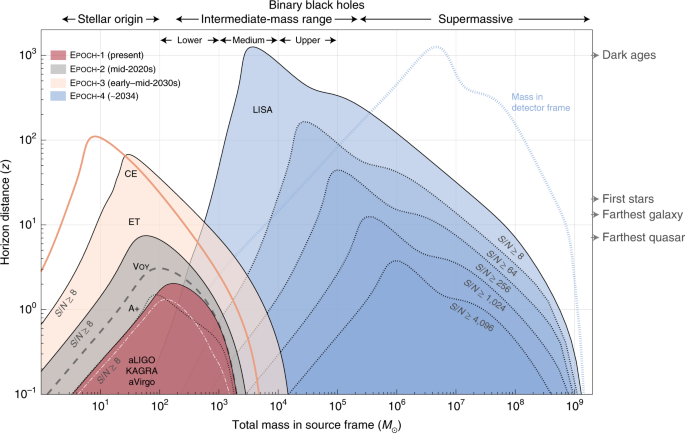 Binary black holes
Stellar origin
Intermediate-mass range
Supermassive
Lower
Medium
Upper
EPOCH-1 (present)
EPOCH-2 (mid-2020s)
EPOCH-3 (early–mid-2030s)
EPOCH-4 (~2034)
LISA
Mass in
detector frame
Dark ages
First stars
Farthest galaxy
Farthest quasar
CE
ET
VOY
A+
aLIGO
KAGRA
aVirgo
S/N ≥ 8
S/N ≥ 8
S/N ≥ 8
S/N ≥ 8
S/N ≥ 64
S/N ≥ 256
S/N ≥ 1,024
S/N ≥ 4,096
Horizon distance (z)
10³
10²
10¹
10⁰
10⁻¹
10¹
10²
10³
10⁴
10⁵
10⁶
10⁷
10⁸
10⁹
Total mass in source frame (M☉)